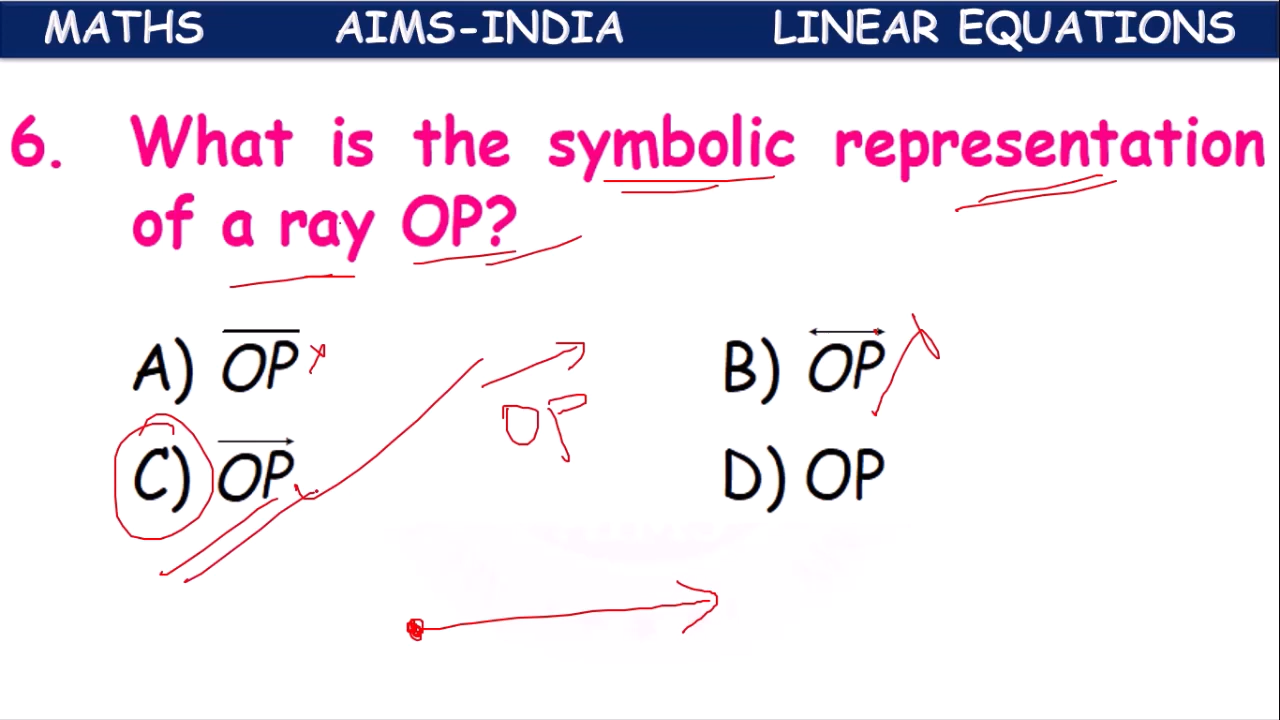 MATHS AIMS-INDIA LINEAR EQUATIONS
6. What is the symbolic representation
of a ray OP?
A) OP x B) OP
OP
C) OP D) OP